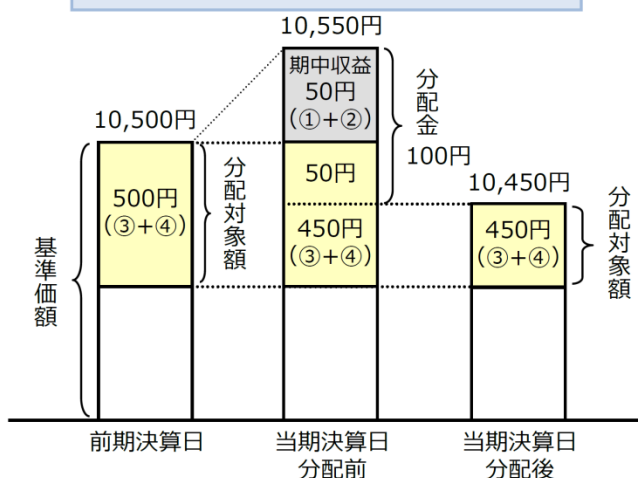 10,550円
期中収益
50円
(①+②)
分配金
10,500円
50円
100円
10,450円
500円
(③+④)
分配対象額
450円
(③+④)
450円
(③+④)
分配対象額
基準価額
前期決算日
当期決算日
分配前
当期決算日
分配後